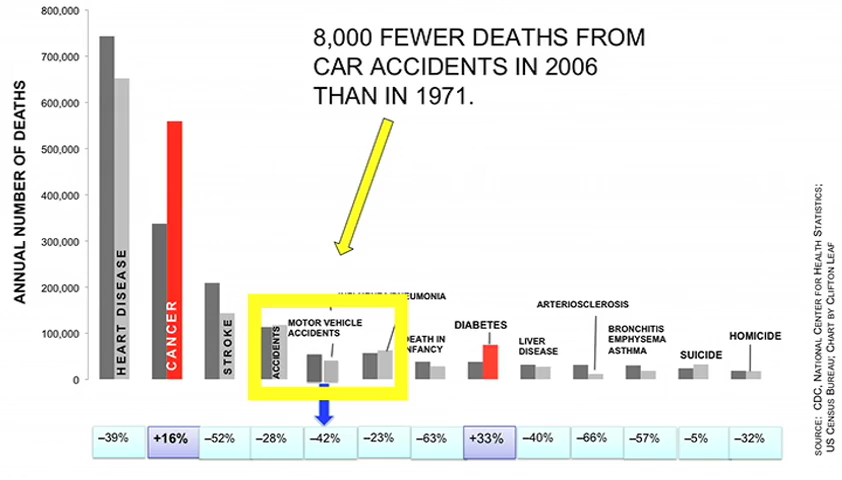 8,000 FEWER DEATHS FROM
CAR ACCIDENTS IN 2006
THAN IN 1971.
ANNUAL NUMBER OF DEATHS
800,000
700,000
600,000
500,000
400,000
300,000
200,000
100,000
0
HEART DISEASE
CANCER
STROKE
ACCIDENTS
MOTOR VEHICLE
ACCIDENTS
DEATH IN
DIABETES
LIVER
DISEASE
ARTERIOSCLEROSIS
BRONCHITIS
EMPHYSEMA
ASTHMA
SUICIDE
HOMICIDE
–39% +16% –52% –28% –42% –23% –63% +33% –40% –66% –57% –5% –32%
SOURCE: CDC, NATIONAL CENTER FOR HEALTH STATISTICS;
US CENSUS BUREAU; CHART BY CLIFTON LEAF